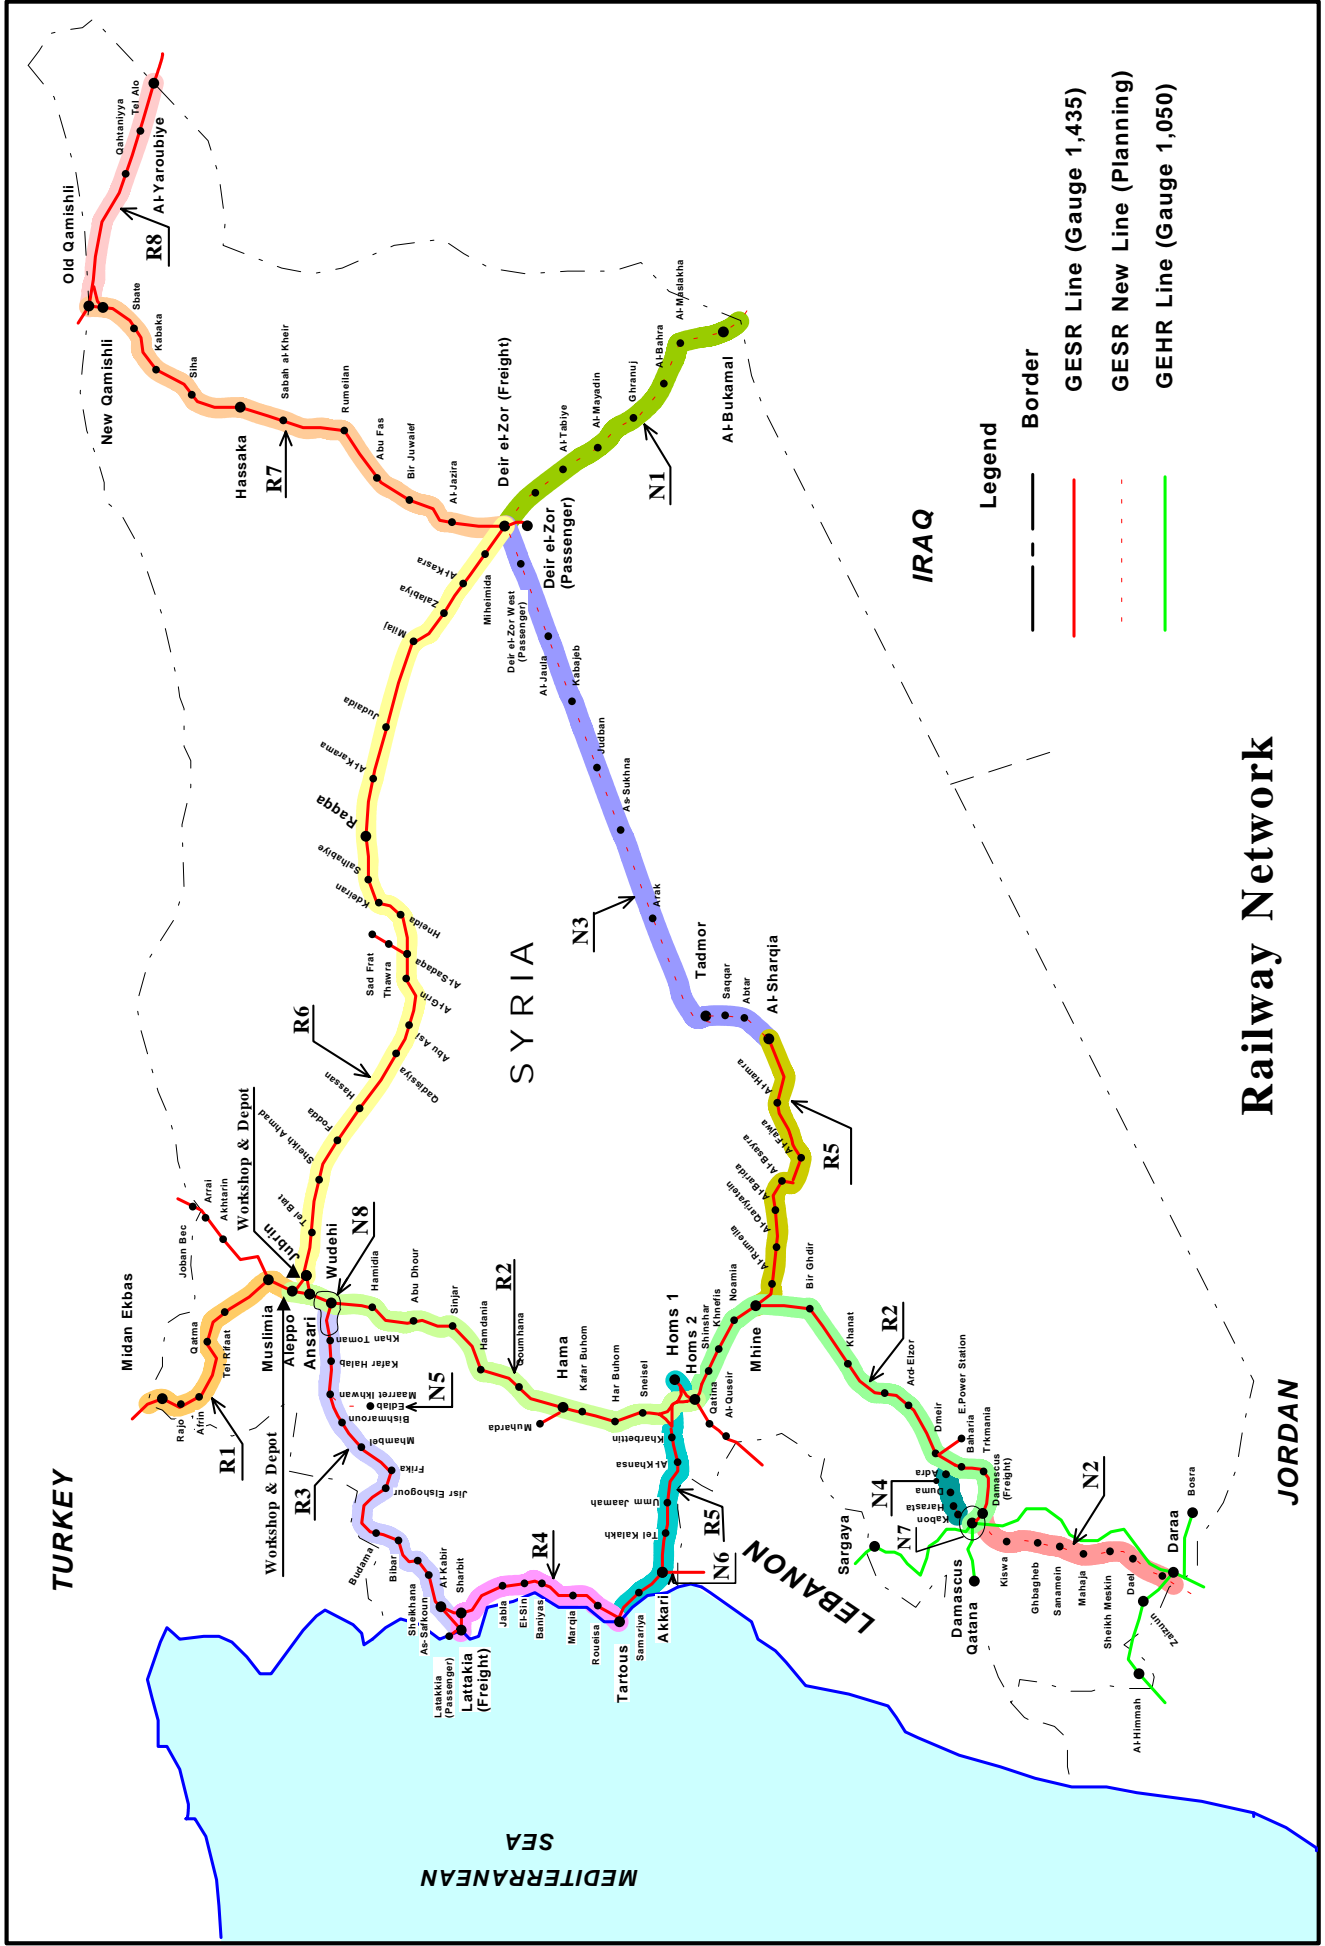 TURKEY
Midan Ekbas
Rajo
Afrin
Qatma
Tel Rifaat
R1
Joban Bec
Arrai
Akhtarin
Muslimia
Aleppo
Ansari
Jubrin
Wudehi
Workshop & Depot
Workshop & Depot
N8
Old Qamishli
New Qamishli
Qahtaniyya
Tel Alo
Al-Yaroubiye
R8
Sbate
Kabaka
Siha
Hassaka
Sabah al-Kheir
R7
Rumeilan
Abu Fas
Bir Juwaief
Al-Jazira
Deir el-Zor (Freight)
Deir el-Zor
(Passenger)
Deir el-Zor West
(Passenger)
Al-Tabiye
Al-Mayadin
Ghranuj
Al-Bahra
Al-Maslakha
Al-Bukamal
N1
Miheimida
Al-Kasra
Zalabiya
Milaj
Judaida
Al-Karama
Raqqa
Salhabiye
Kdeiran
Hneida
Al-Sadaqa
Sad Frat
Thawra
Al-Grin
Abu Asi
Qadissiya
Hassan
Fodda
Sheikh Ahmad
Tel Blat
R6
SYRIA
Al-Jaula
Kabajeb
Judban
As-Sukhna
Arak
N3
Tadmor
Saqqar
Abtar
Al-Sharqia
Al-Hamra
Al-Fajwa
Al-Bsayra
Al-Barida
Al-Qariyatein
Al-Rumelia
R5
Hamidia
Abu Dhour
Sinjar
Hamdania
Qoumhana
R2
Hama
Muharda
Kafar Buhom
Har Buhom
Sneisel
Homs 1
Homs 2
Shinshar
Khnefis
Noamia
Mhine
Qatina
Al-Quseir
Bir Ghdir
Khanat
R2
Ard-Elzor
Dmeir
E.Power Station
Baharia
Trkmania
Damascus
(Freight)
Adra
Duma
Harasta
Kabon
N4
N7
Khan Toman
Kafar Halab
Maaret Ikhwan
Edlab
N5
Bishmaroun
Mhambel
Frika
R3
Jisr Elshogour
Budama
Bibar
Al-Kabir
Sharbit
Sheikhana
As-Safkoun
Latakkia
(Passenger)
Lattakia
(Freight)
Jabla
El-Sin
Baniyas
R4
Marqia
Roueisa
Tartous
Samariya
Akkari
N6
Kharbettin
Al-Khansa
Umm Jaamah
Tel Kalakh
R5
LEBANON
Sargaya
Damascus
Qatana
Kiswa
Ghbagheb
Sanamein
Mahaja
Sheikh Meskin
Dael
N2
Daraa
Bosra
Zaizuun
Al-Himmah
JORDAN
IRAQ
MEDITERRANEAN
SEA
Legend
Border
GESR Line (Gauge 1,435)
GESR New Line (Planning)
GEHR Line (Gauge 1,050)
Railway Network